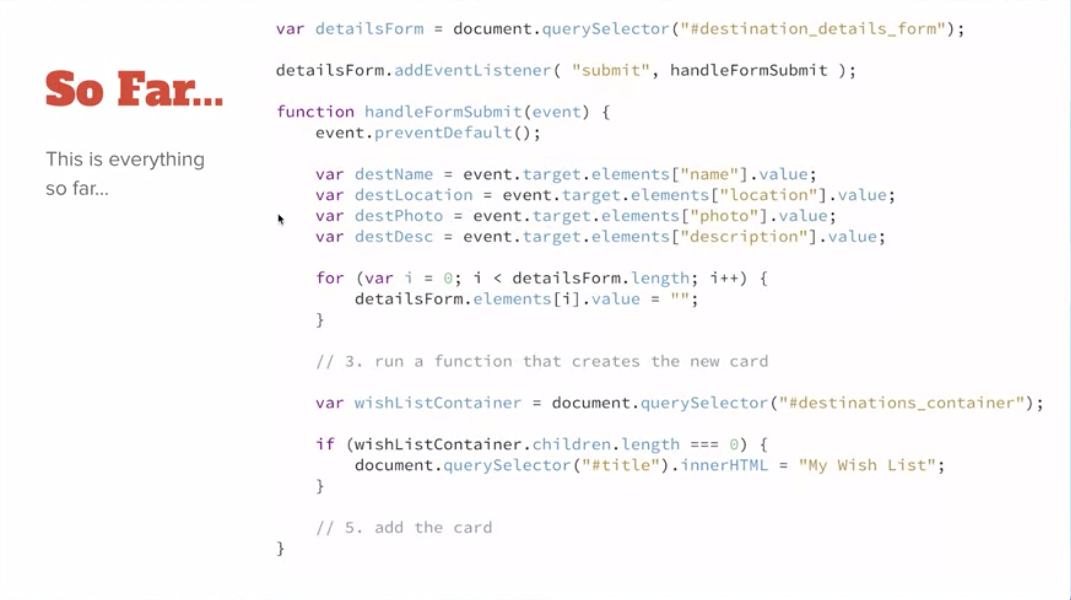 So Far...
This is everything
so far...
var detailsForm = document.querySelector("#destination_details_form");
detailsForm.addEventListener( "submit", handleFormSubmit );
function handleFormSubmit(event) {
event.preventDefault();
var destName = event.target.elements["name"].value;
var destLocation = event.target.elements["location"].value;
var destPhoto = event.target.elements["photo"].value;
var destDesc = event.target.elements["description"].value;
for (var i = 0; i < detailsForm.length; i++) {
detailsForm.elements[i].value = "";
}
// 3. run a function that creates the new card
var wishListContainer = document.querySelector("#destinations_container");
if (wishListContainer.children.length === 0) {
document.querySelector("#title").innerHTML = "My Wish List";
}
// 5. add the card
}